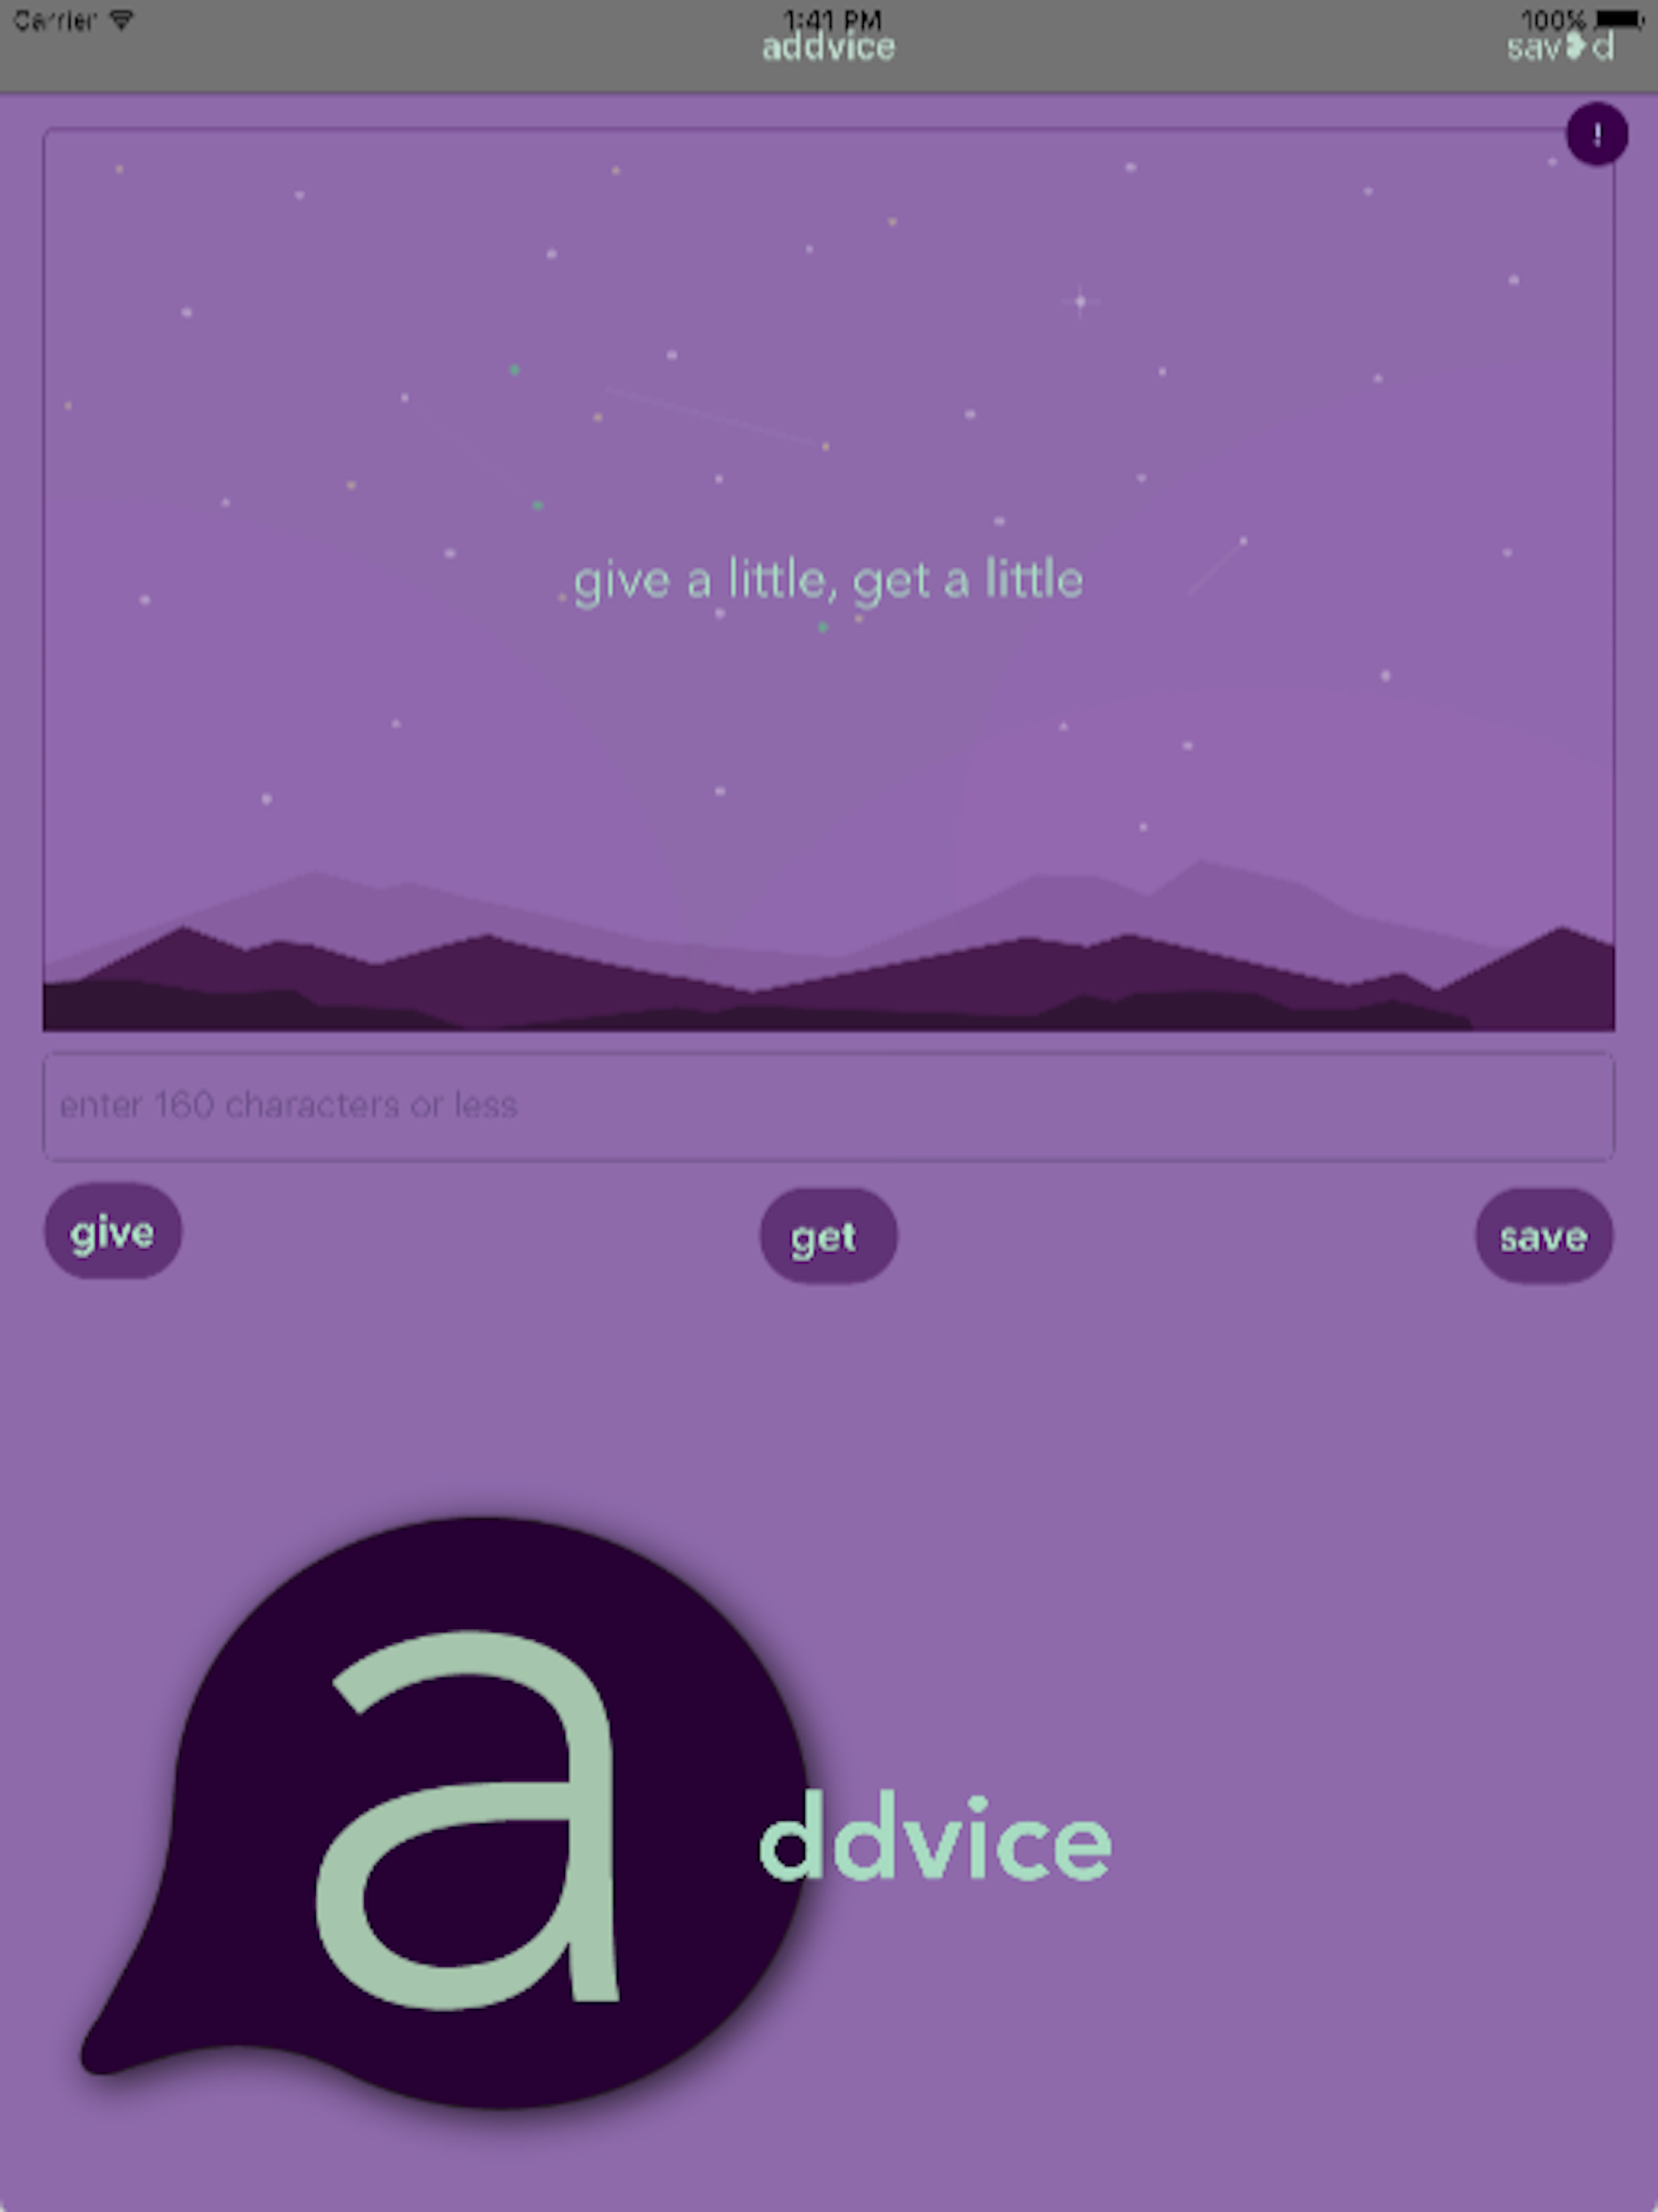 Carrier 1:41 PM 100%
addvice sav❥d
!
give a little, get a little
enter 160 characters or less
give get save
addvice